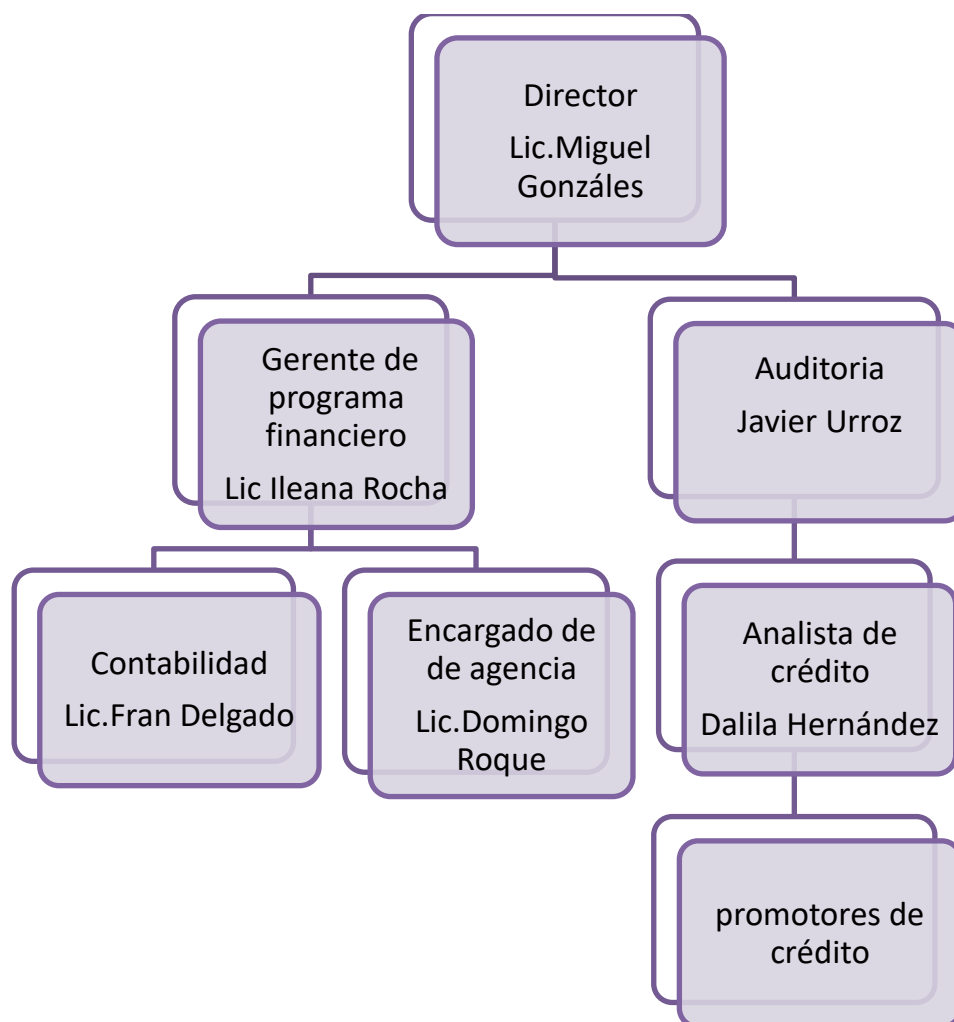 Director
Lic.Miguel
Gonzáles
Gerente de
programa
financiero
Lic Ileana Rocha
Auditoria
Javier Urroz
Contabilidad
Lic.Fran Delgado
Encargado de
de agencia
Lic.Domingo
Roque
Analista de
crédito
Dalila Hernández
promotores de
crédito